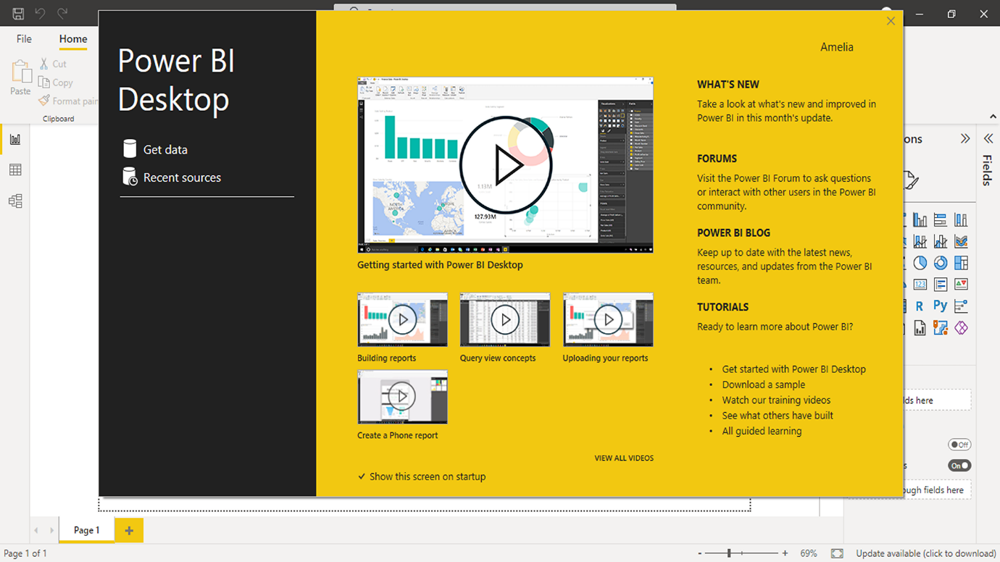 File
Home
Paste
Cut
Copy
Format pain
Clipboard
Power BI
Desktop
Get data
Recent sources
Amelia
1.13M
127.93M
Getting started with Power BI Desktop
Building reports
Query view concepts
Uploading your reports
Create a Phone report
VIEW ALL VIDEOS
Show this screen on startup
WHAT'S NEW
Take a look at what's new and improved in
Power BI in this month's update.
FORUMS
Visit the Power BI Forum to ask questions
or interact with other users in the Power BI
community.
POWER BI BLOG
Keep up to date with the latest news,
resources, and updates from the Power BI
team.
TUTORIALS
Ready to learn more about Power BI?
• Get started with Power BI Desktop
• Download a sample
• Watch our training videos
• See what others have built
• All guided learning
ons
Fields
123
R Py
lds here
Off
s
On
ough fields here
Page 1
Page 1 of 1
- + 69%
Update available (click to download)